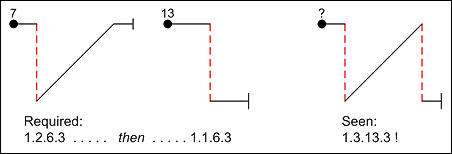 7 13 ?
Required: Seen:
1.2.6.3 . . . . . then . . . . . 1.1.6.3 1.3.13.3 !